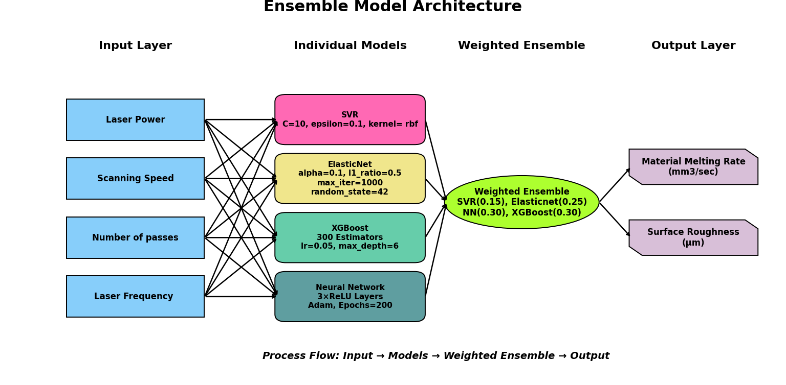 Ensemble Model Architecture
Input Layer
Individual Models
Weighted Ensemble
Output Layer
Laser Power
Scanning Speed
Number of passes
Laser Frequency
SVR
C=10, epsilon=0.1, kernel= rbf
ElasticNet
alpha=0.1, l1_ratio=0.5
max_iter=1000
random_state=42
XGBoost
300 Estimators
lr=0.05, max_depth=6
Neural Network
3×ReLU Layers
Adam, Epochs=200
Weighted Ensemble
SVR(0.15), Elasticnet(0.25)
NN(0.30), XGBoost(0.30)
Material Melting Rate
(mm3/sec)
Surface Roughness
(μm)
Process Flow: Input → Models → Weighted Ensemble → Output